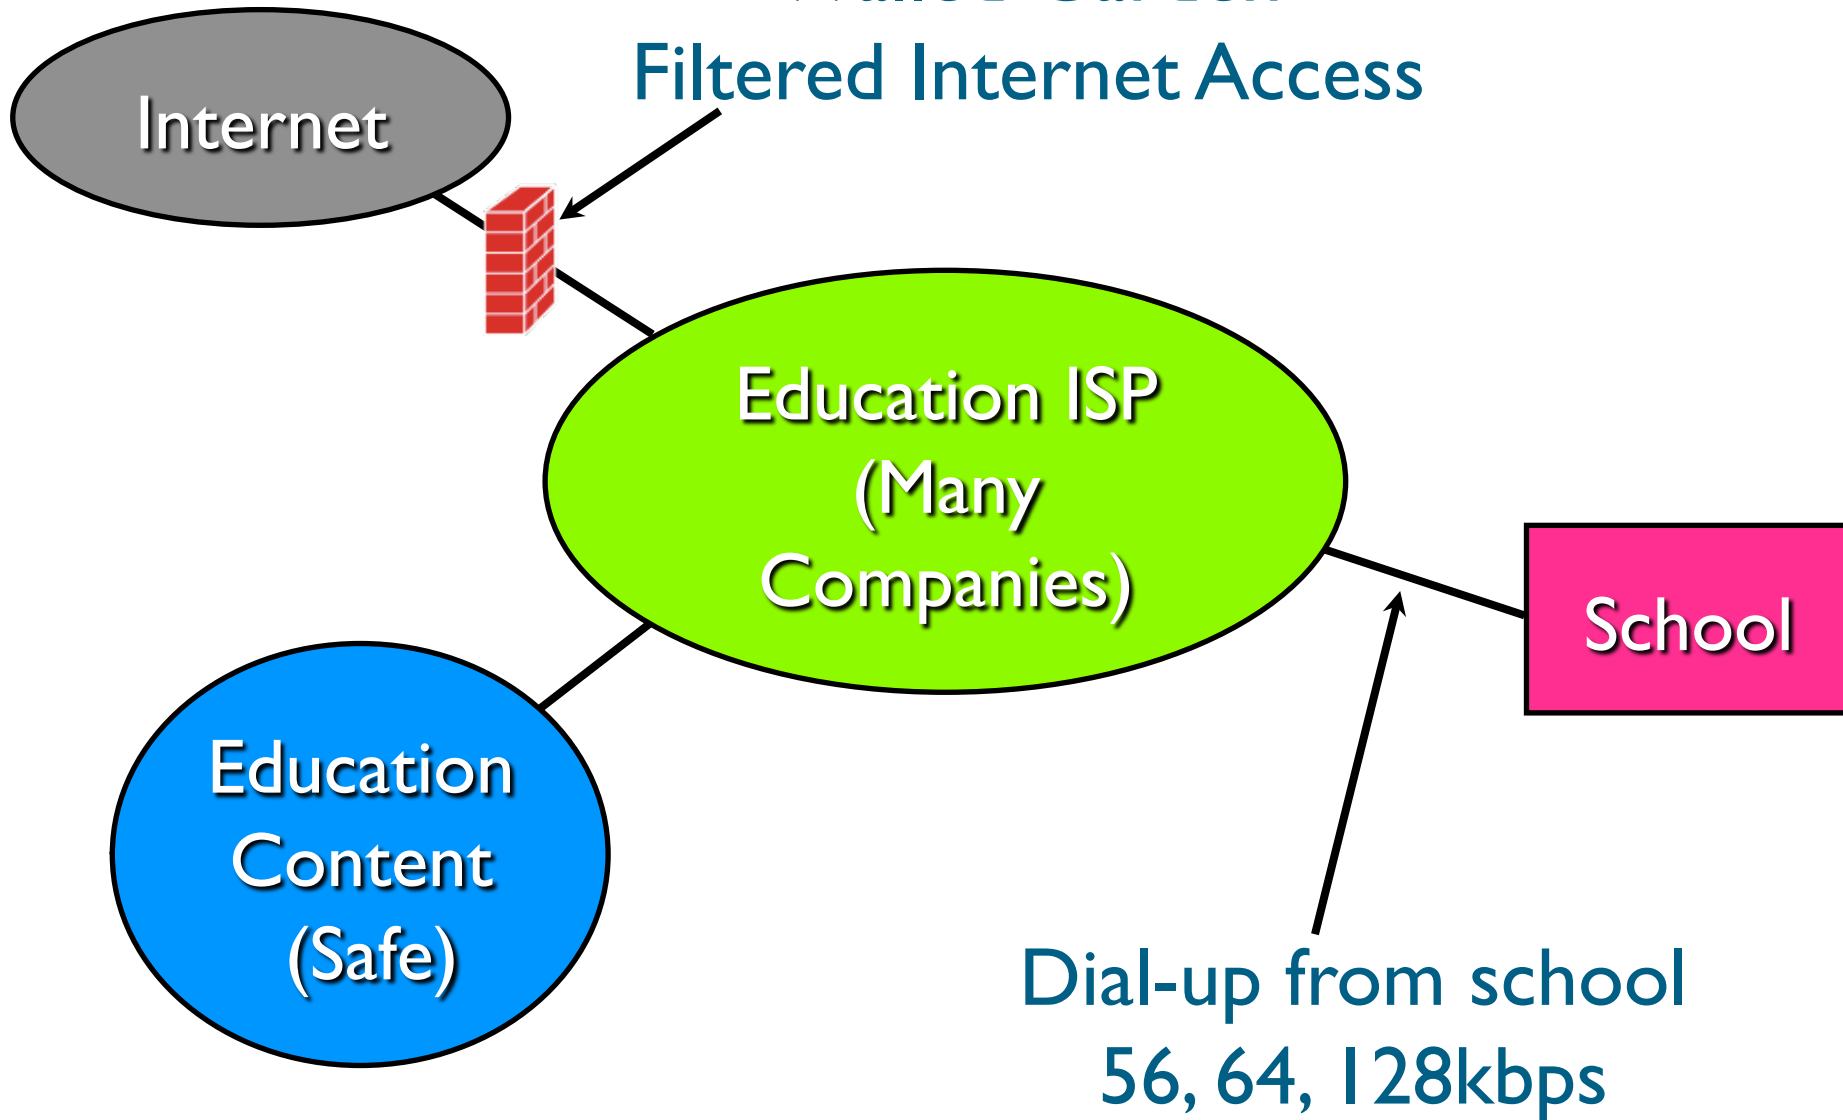 Filtered Internet Access
Internet
Education ISP
(Many
Companies)
School
Education
Content
(Safe)
Dial-up from school
56, 64, 128kbps